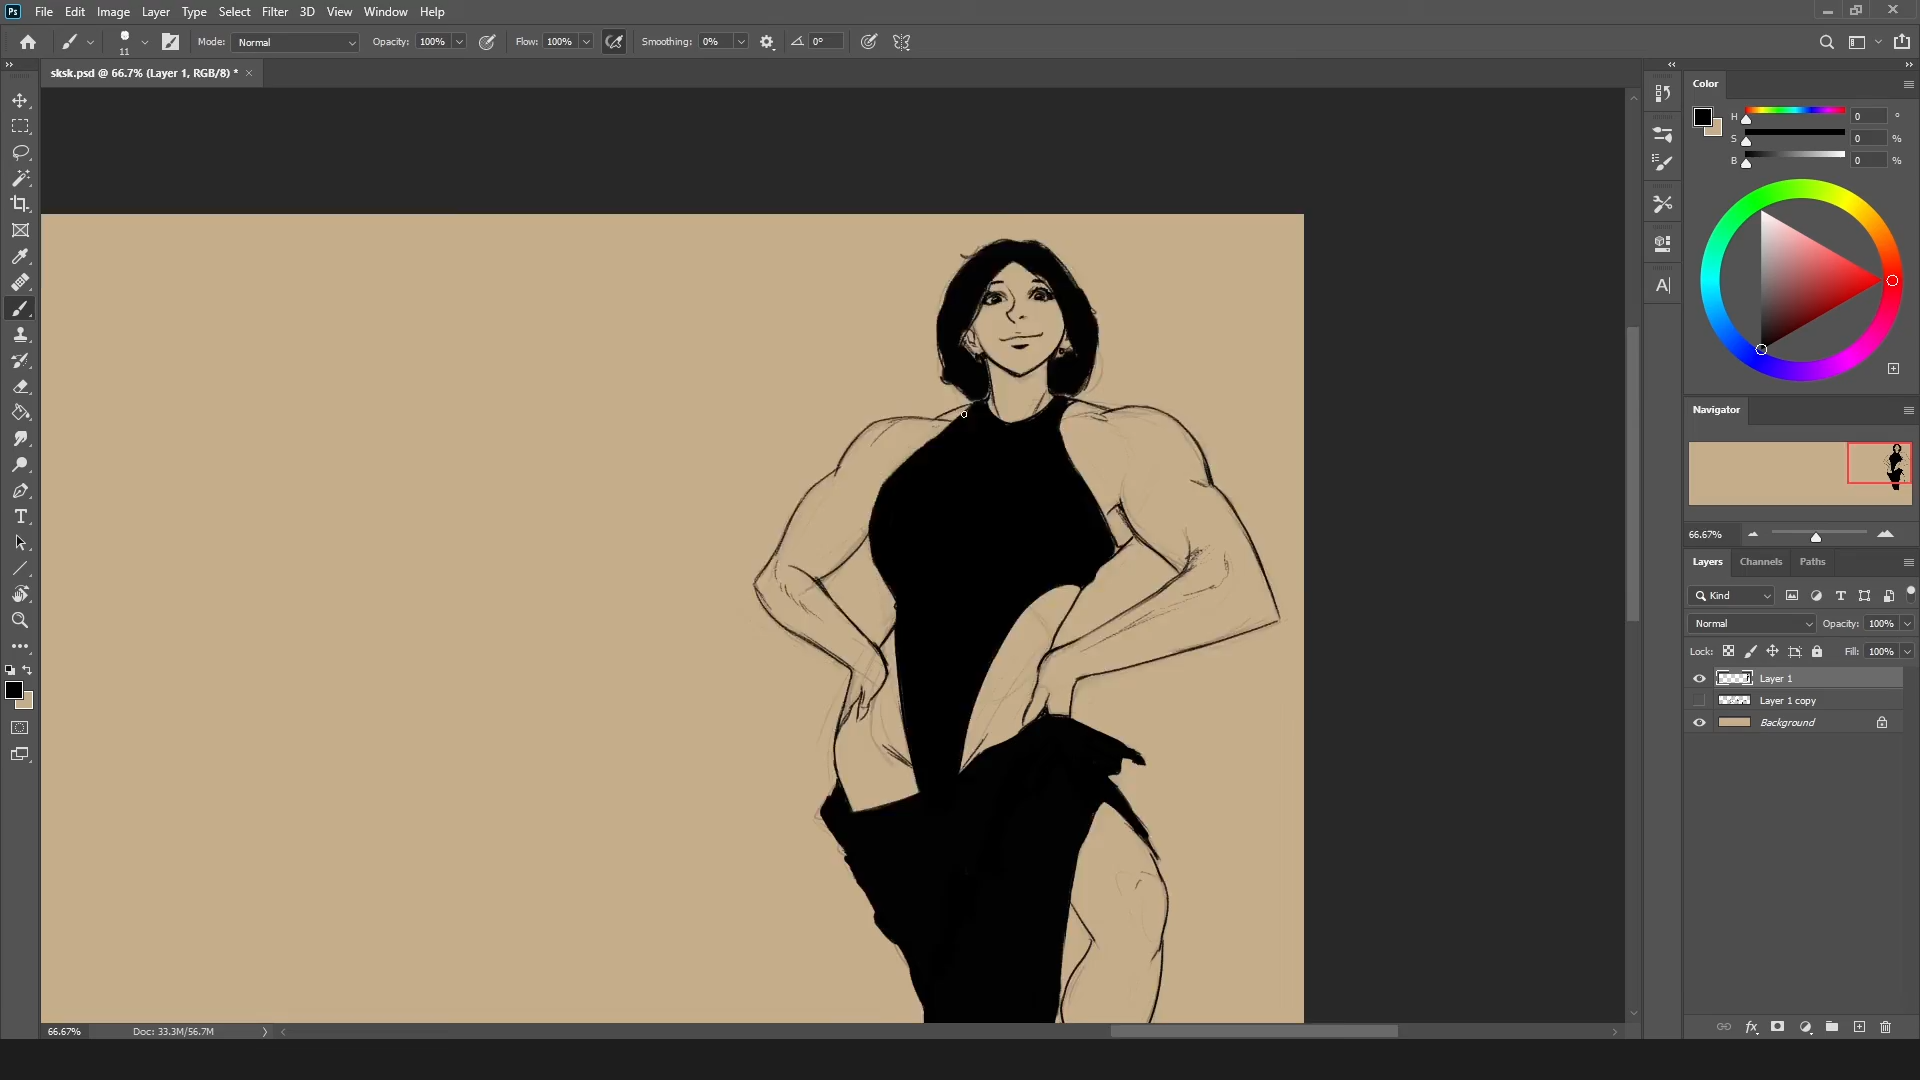 Ps File Edit Image Layer Type Select Filter 3D View Window Help
11 Mode: Normal Opacity: 100% Flow: 100% Smoothing: 0% 0°
sksk.psd @ 66.7% (Layer 1, RGB/8) * ×
Color
H 0 °
S 0 %
B 0 %
Navigator
66.67%
Layers Channels Paths
Kind
Normal Opacity: 100%
Lock: Fill: 100%
Layer 1
Layer 1 copy
Background
66.67% Doc: 33.3M/56.7M